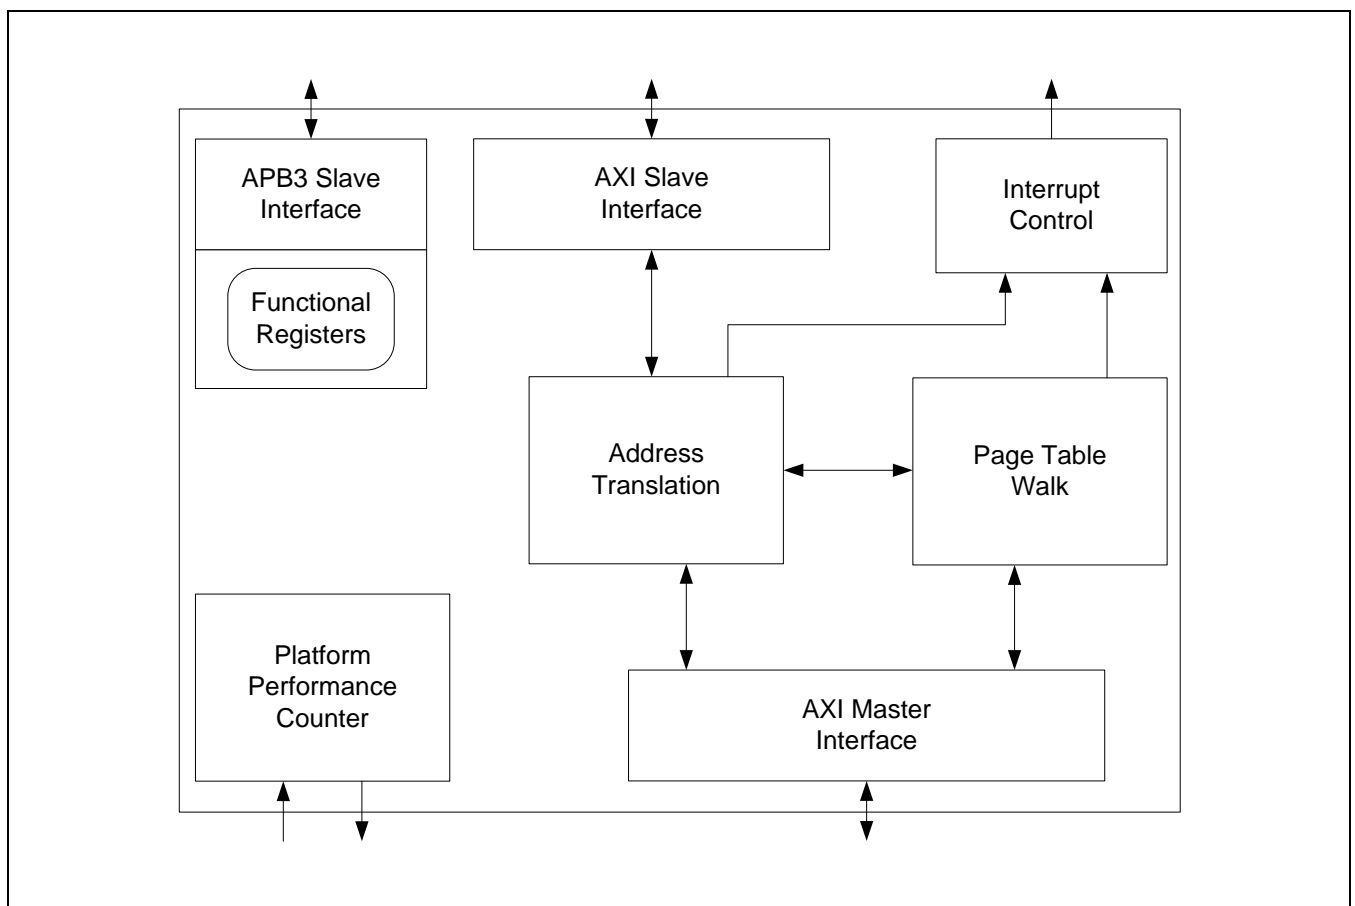 APB3 Slave
Interface
AXI Slave
Interface
Interrupt
Control
Functional
Registers
Address
Translation
Page Table
Walk
Platform
Performance
Counter
AXI Master
Interface